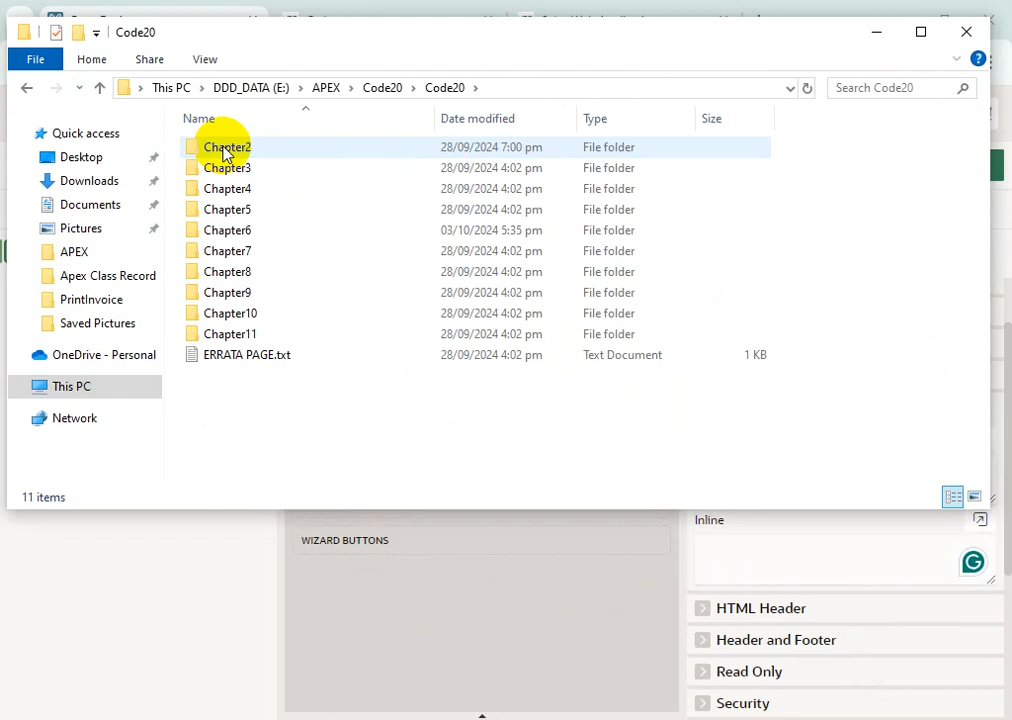 Code20
File Home Share View
This PC DDD_DATA (E:) APEX Code20 Code20 Search Code20
Name Date modified Type Size
Quick access
Desktop
Downloads
Documents
Pictures
APEX
Apex Class Record
PrintInvoice
Saved Pictures
OneDrive - Personal
This PC
Network
Chapter2 28/09/2024 7:00 pm File folder
Chapter3 28/09/2024 4:02 pm File folder
Chapter4 28/09/2024 4:02 pm File folder
Chapter5 28/09/2024 4:02 pm File folder
Chapter6 03/10/2024 5:35 pm File folder
Chapter7 28/09/2024 4:02 pm File folder
Chapter8 28/09/2024 4:02 pm File folder
Chapter9 28/09/2024 4:02 pm File folder
Chapter10 28/09/2024 4:02 pm File folder
Chapter11 28/09/2024 4:02 pm File folder
ERRATA PAGE.txt 28/09/2024 4:02 pm Text Document 1 KB
11 items
Inline
WIZARD BUTTONS
HTML Header
Header and Footer
Read Only
Security